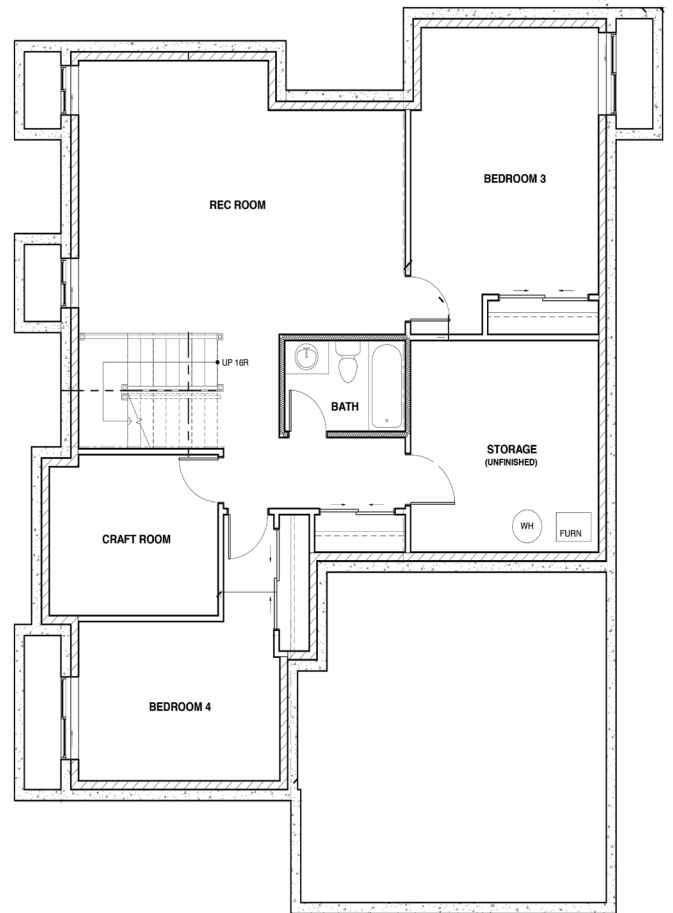 BEDROOM 3
REC ROOM
UP 16R
BATH
STORAGE
(UNFINISHED)
WH
FURN
CRAFT ROOM
BEDROOM 4